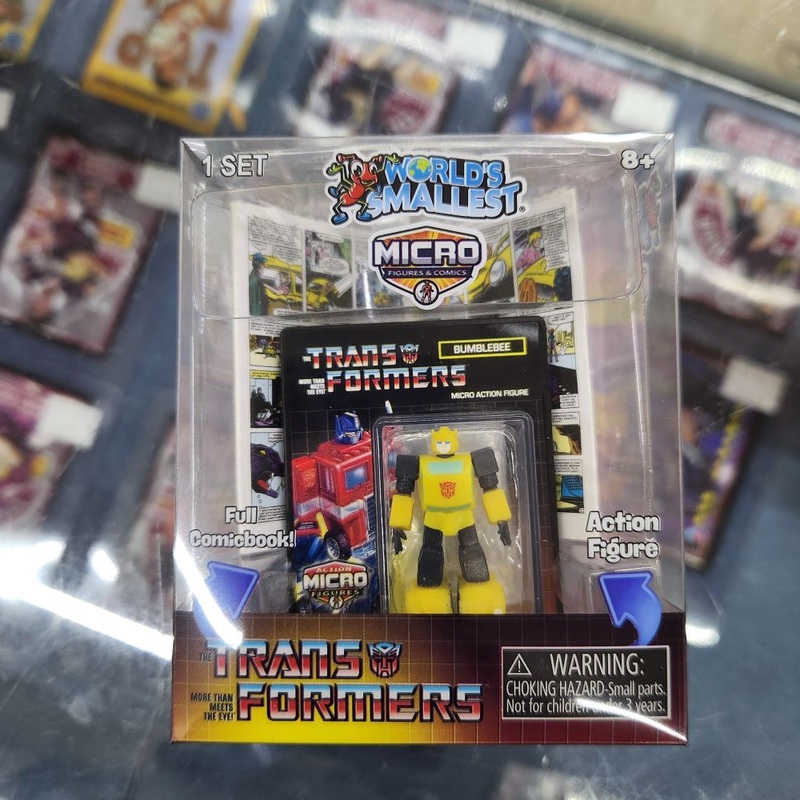 1 SET
8+
WORLD'S
SMALLEST®
MICRO
FIGURES & COMICS
THE TRANSFORMERS
MORE THAN
MEETS
THE EYE!
BUMBLEBEE
MICRO ACTION FIGURE
Full
Comicbook!
Action
Figure
ACTION
MICRO
FIGURES
THE TRANS
FORMERS
MORE THAN
MEETS
THE EYE!
WARNING:
CHOKING HAZARD-Small parts.
Not for children under 3 years.